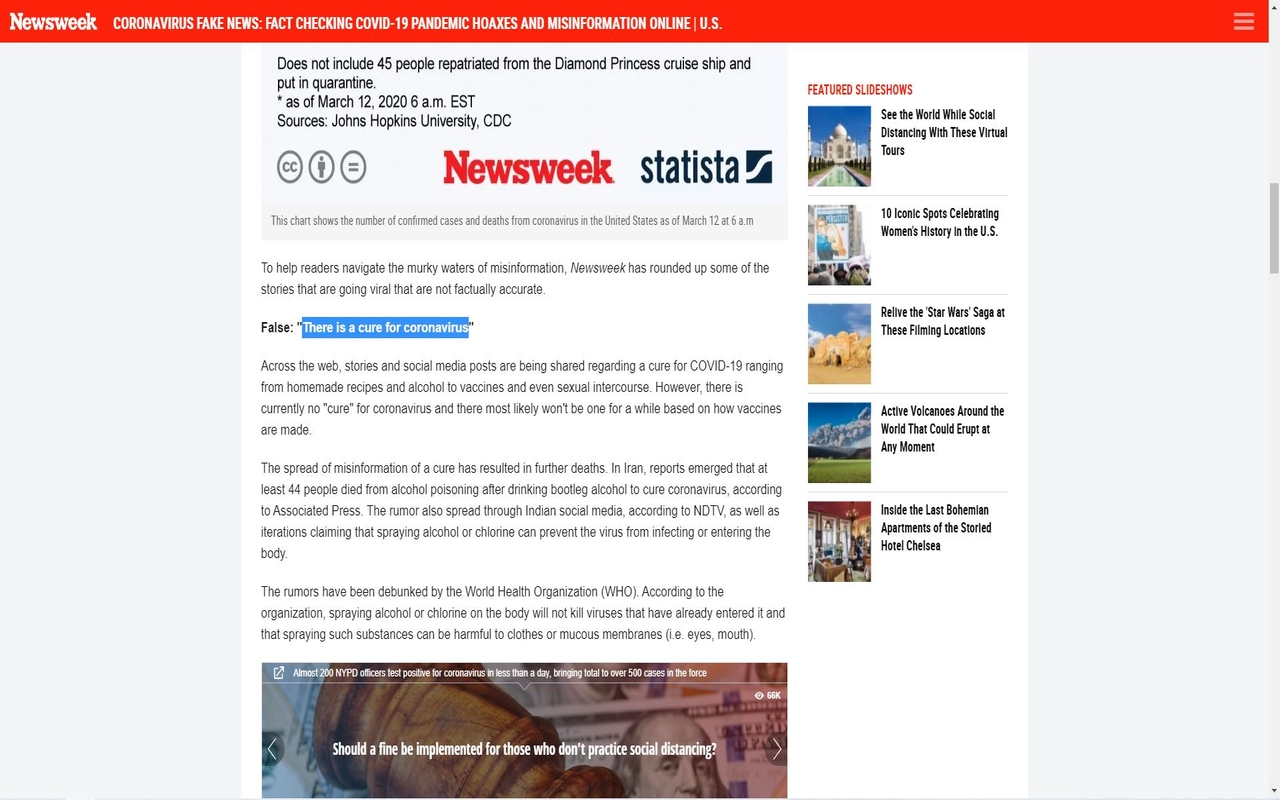 Newsweek CORONAVIRUS FAKE NEWS: FACT CHECKING COVID-19 PANDEMIC HOAXES AND MISINFORMATION ONLINE | U.S.
Does not include 45 people repatriated from the Diamond Princess cruise ship and
put in quarantine.
* as of March 12, 2020 6 a.m. EST
Sources: Johns Hopkins University, CDC
cc Newsweek statista
This chart shows the number of confirmed cases and deaths from coronavirus in the United States as of March 12 at 6 a.m
To help readers navigate the murky waters of misinformation, Newsweek has rounded up some of the
stories that are going viral that are not factually accurate.
False: "There is a cure for coronavirus"
Across the web, stories and social media posts are being shared regarding a cure for COVID-19 ranging
from homemade recipes and alcohol to vaccines and even sexual intercourse. However, there is
currently no "cure" for coronavirus and there most likely won't be one for a while based on how vaccines
are made.
The spread of misinformation of a cure has resulted in further deaths. In Iran, reports emerged that at
least 44 people died from alcohol poisoning after drinking bootleg alcohol to cure coronavirus, according
to Associated Press. The rumor also spread through Indian social media, according to NDTV, as well as
iterations claiming that spraying alcohol or chlorine can prevent the virus from infecting or entering the
body.
The rumors have been debunked by the World Health Organization (WHO). According to the
organization, spraying alcohol or chlorine on the body will not kill viruses that have already entered it and
that spraying such substances can be harmful to clothes or mucous membranes (i.e. eyes, mouth).
Almost 200 NYPD officers test positive for coronavirus in less than a day, bringing total to over 500 cases in the force
66K
Should a fine be implemented for those who don't practice social distancing?
FEATURED SLIDESHOWS
See the World While Social
Distancing With These Virtual
Tours
10 Iconic Spots Celebrating
Women's History in the U.S.
Relive the 'Star Wars' Saga at
These Filming Locations
Active Volcanoes Around the
World That Could Erupt at
Any Moment
Inside the Last Bohemian
Apartments of the Storied
Hotel Chelsea